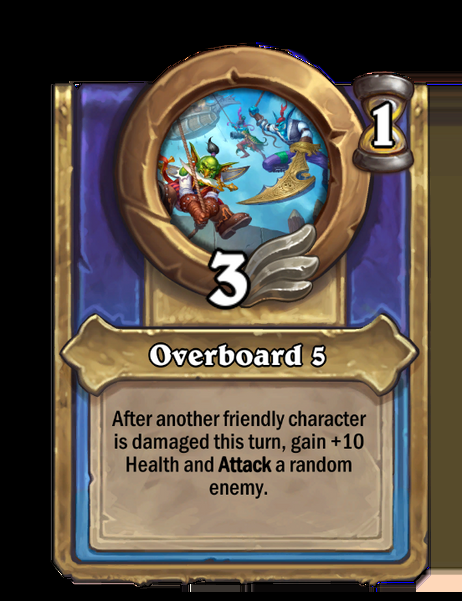 1
3
Overboard 5
After another friendly character
is damaged this turn, gain +10
Health and Attack a random
enemy.